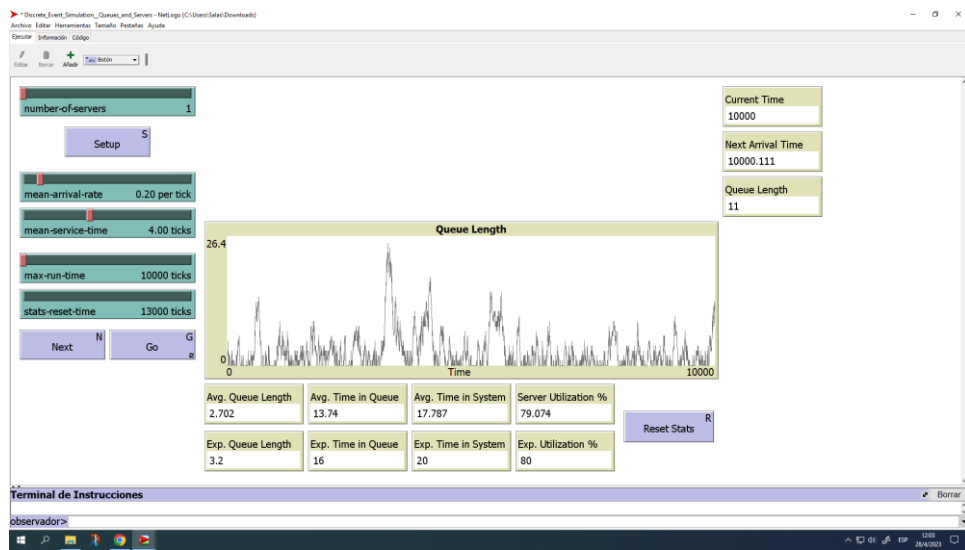 * Discrete_Event_Simulation__Queues_and_Servers - NetLogo {C:\Users\Salas\Downloads}
Archivo Editar Herramientas Tamaño Pestañas Ayuda
Ejecutar Información Código
Editar Borrar Añadir Botón
number-of-servers 1
Setup S
mean-arrival-rate 0.20 per tick
mean-service-time 4.00 ticks
max-run-time 10000 ticks
stats-reset-time 13000 ticks
Next N
Go G
Current Time
10000
Next Arrival Time
10000.111
Queue Length
11
Queue Length
26.4
0
0 Time 10000
Avg. Queue Length Avg. Time in Queue Avg. Time in System Server Utilization %
2.702 13.74 17.787 79.074
Reset Stats R
Exp. Queue Length Exp. Time in Queue Exp. Time in System Exp. Utilization %
3.2 16 20 80
Terminal de Instrucciones Borrar
observador>
ESP 12:03
28/4/2023